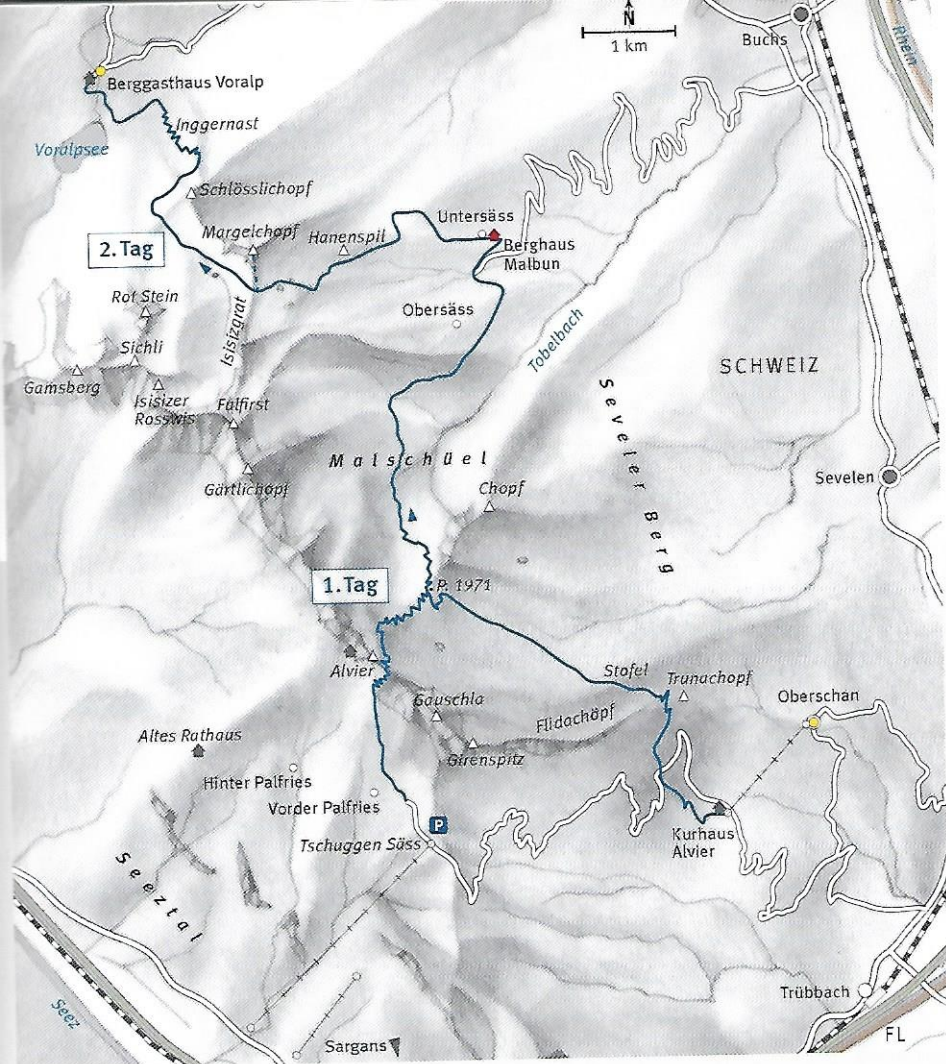 N
1 km
Buchs
Rhein
Berggasthaus Voralp
Inggernast
Voralpsee
Schlösslichopf
Margelchopf
Hanenspil
Untersäss
Berghaus
Malbun
2. Tag
Rot Stein
Isisizgrat
Obersäss
Tobelbach
SCHWEIZ
Sichli
Gamsberg
Isisizer
Rosswis
Fulfirst
Malschüel
Gärtlichöpf
Chopf
Sevelen
Severer Berg
1. Tag
P. 1971
Alvier
Stofel
Trunachopf
Oberschan
Gauschla
Flidachöpf
Girenspitz
Altes Rathaus
Hinter Palfries
Vorder Palfries
P
Tschuggen Säss
Kurhaus
Alvier
Seeztal
Seez
Trübbach
Sargans
FL